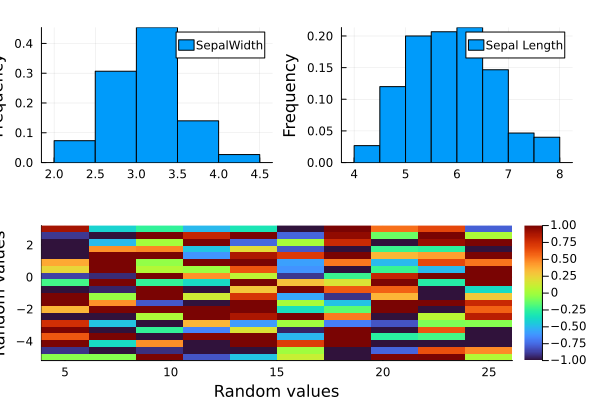 SepalWidth
Frequency
0.4
0.3
0.2
0.1
0.0
2.0 2.5 3.0 3.5 4.0 4.5
Sepal Length
Frequency
0.20
0.15
0.10
0.05
0.00
4 5 6 7 8
Random values
2
0
−2
−4
5 10 15 20 25
Random values
1.00
0.75
0.50
0.25
0
−0.25
−0.50
−0.75
−1.00